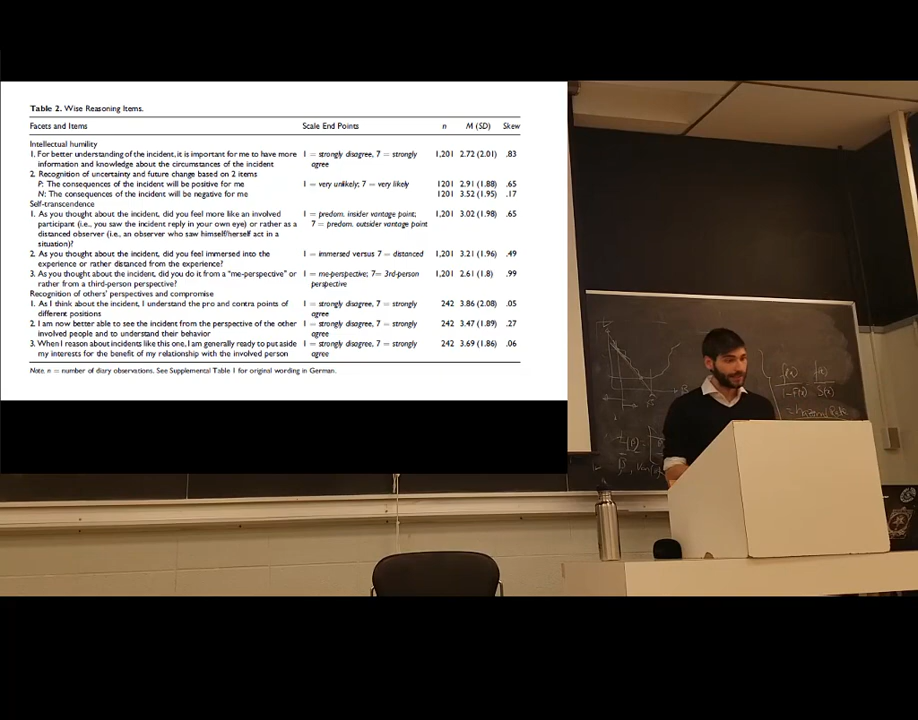 Table 2. Wise Reasoning Items.
Facets and Items Scale End Points n M (SD) Skew
Intellectual humility
1. For better understanding of the incident, it is important for me to have more 1 = strongly disagree, 7 = strongly 1,201 2.72 (2.01) .83
information and knowledge about the circumstances of the incident agree
2. Recognition of uncertainty and future change based on 2 items
P: The consequences of the incident will be positive for me 1 = very unlikely; 7 = very likely 1201 2.91 (1.88) .65
N: The consequences of the incident will be negative for me 1201 3.52 (1.95) .17
Self-transcendence
1. As you thought about the incident, did you feel more like an involved 1 = predom. insider vantage point; 1,201 3.02 (1.98) .65
participant (i.e., you saw the incident reply in your own eye) or rather as a 7 = predom. outsider vantage point
distanced observer (i.e., an observer who saw himself/herself act in a
situation)?
2. As you thought about the incident, did you feel immersed into the 1 = immersed versus 7 = distanced 1,201 3.21 (1.96) .49
experience or rather distanced from the experience?
3. As you thought about the incident, did you do it from a "me-perspective" or 1 = me-perspective; 7= 3rd-person 1,201 2.61 (1.8) .99
rather from a third-person perspective? perspective
Recognition of others' perspectives and compromise
1. As I think about the incident, I understand the pro and contra points of 1 = strongly disagree, 7 = strongly 242 3.86 (2.08) .05
different positions agree
2. I am now better able to see the incident from the perspective of the other 1 = strongly disagree, 7 = strongly 242 3.47 (1.89) .27
involved people and to understand their behavior agree
3. When I reason about incidents like this one, I am generally ready to put aside 1 = strongly disagree, 7 = strongly 242 3.69 (1.86) .06
my interests for the benefit of my relationship with the involved person agree
Note. n = number of diary observations. See Supplemental Table 1 for original wording in German.